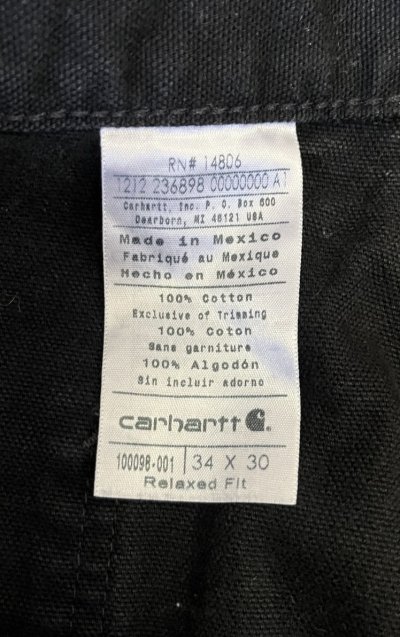 RN# 14806
1212 236898 00000000 A1
Carhartt, Inc. P. O. Box 600
Dearborn, MI 48121 USA
Made in Mexico
Fabriqué au Mexique
Hecho en México
100% Cotton
Exclusive of Trimming
100% Coton
Sans garniture
100% Algodón
Sin incluir adorno
carhartt
100098-001 34 X 30
Relaxed Fit